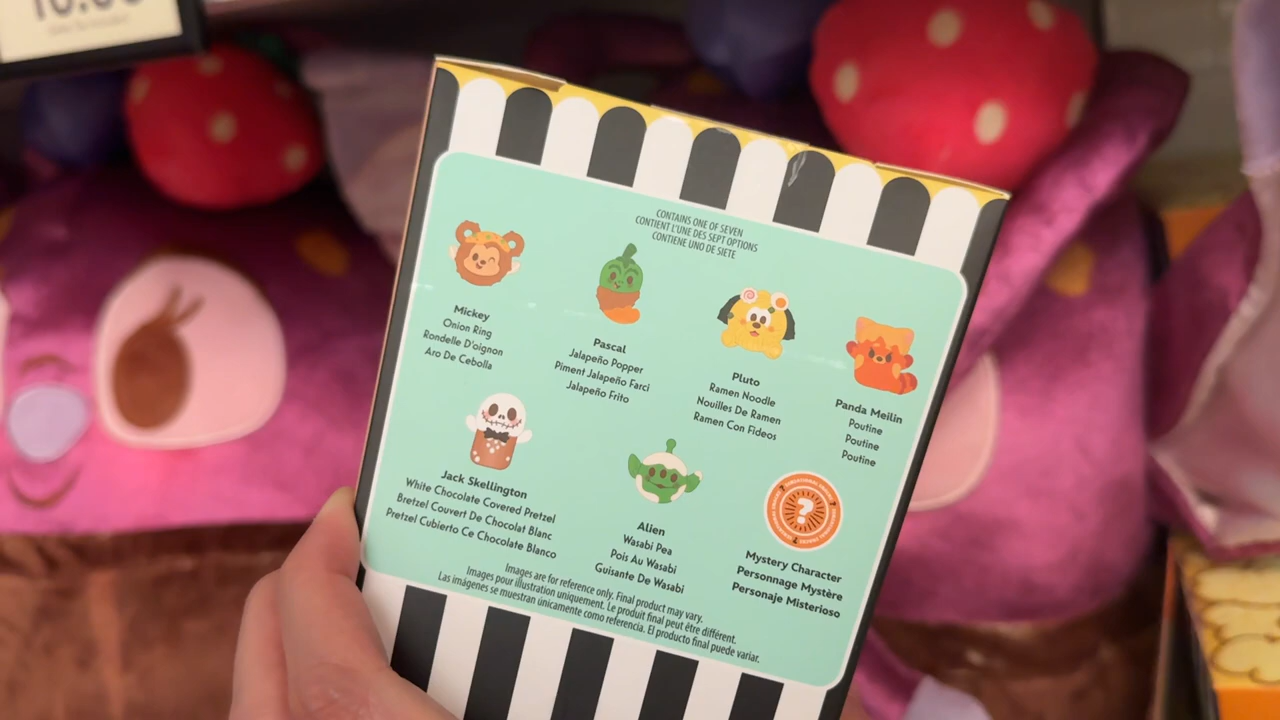 CONTAINS ONE OF SEVEN
CONTIENT L'UNE DES SEPT OPTIONS
CONTIENE UNO DE SIETE
Mickey
Onion Ring
Rondelle D'oignon
Aro De Cebolla
Pascal
Jalapeño Popper
Piment Jalapeño Farci
Jalapeño Frito
Pluto
Ramen Noodle
Nouilles De Ramen
Ramen Con Fideos
Panda Meilin
Poutine
Poutine
Poutine
Jack Skellington
White Chocolate Covered Pretzel
Bretzel Couvert De Chocolat Blanc
Pretzel Cubierto Ce Chocolate Blanco
Alien
Wasabi Pea
Pois Au Wasabi
Guisante De Wasabi
?
Mystery Character
Personnage Mystère
Personaje Misterioso
Images are for reference only. Final product may vary.
Images pour illustration uniquement. Le produit final peut être différent.
Las imágenes se muestran únicamente como referencia. El producto final puede variar.